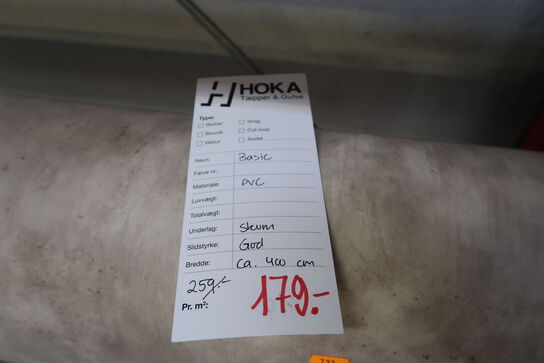 HOKA
Tæpper & Gulve
Type:
☐ Berber ☐ Shag
☐ Bouclé ☐ Cut-loop
☐ Velour ☐ Andet
Navn: Basic
Farve nr.:
Materiale: PVC
Luvvægt:
Totalvægt:
Underlag: Skum
Slidstyrke: God
Bredde: Ca. 400 cm
259.-
Pr. m²: 179.-